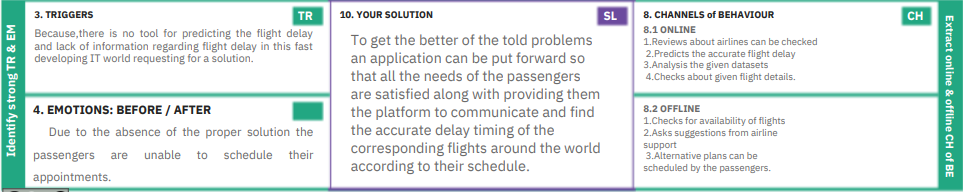 Identify strong TR & EM
3. TRIGGERS
TR
Because,there is no tool for predicting the flight delay
and lack of information regarding flight delay in this fast
developing IT world requesting for a solution.
4. EMOTIONS: BEFORE / AFTER
Due to the absence of the proper solution the
passengers are unable to schedule their
appointments.
10. YOUR SOLUTION
SL
To get the better of the told problems
an application can be put forward so
that all the needs of the passengers
are satisfied along with providing them
the platform to communicate and find
the accurate delay timing of the
corresponding flights around the world
according to their schedule.
8. CHANNELS of BEHAVIOUR
CH
8.1 ONLINE
1.Reviews about airlines can be checked
2.Predicts the accurate flight delay
3.Analysis the given datasets
4.Checks about given flight details.
8.2 OFFLINE
1.Checks for availability of flights
2.Asks suggestions from airline
support
3.Alternative plans can be
scheduled by the passengers.
Extract online & offline CH of BE